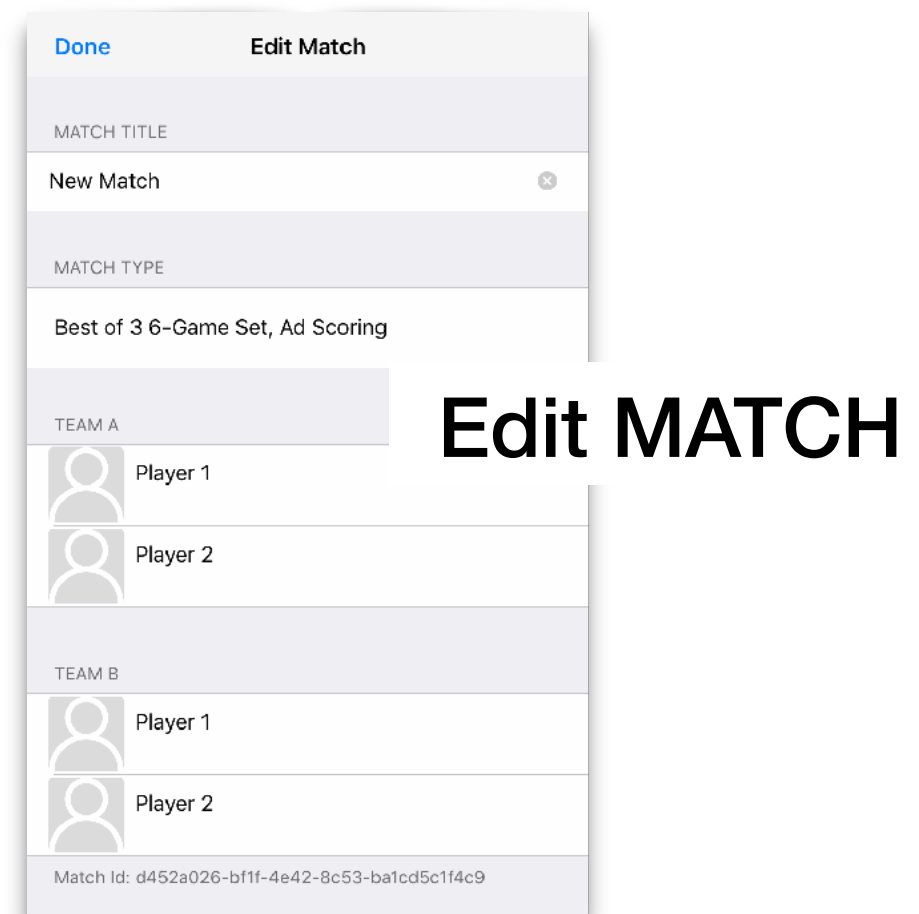 Done Edit Match
MATCH TITLE
New Match
MATCH TYPE
Best of 3 6-Game Set, Ad Scoring
Edit MATCH
TEAM A
Player 1
Player 2
TEAM B
Player 1
Player 2
Match Id: d452a026-bf1f-4e42-8c53-ba1cd5c1f4c9